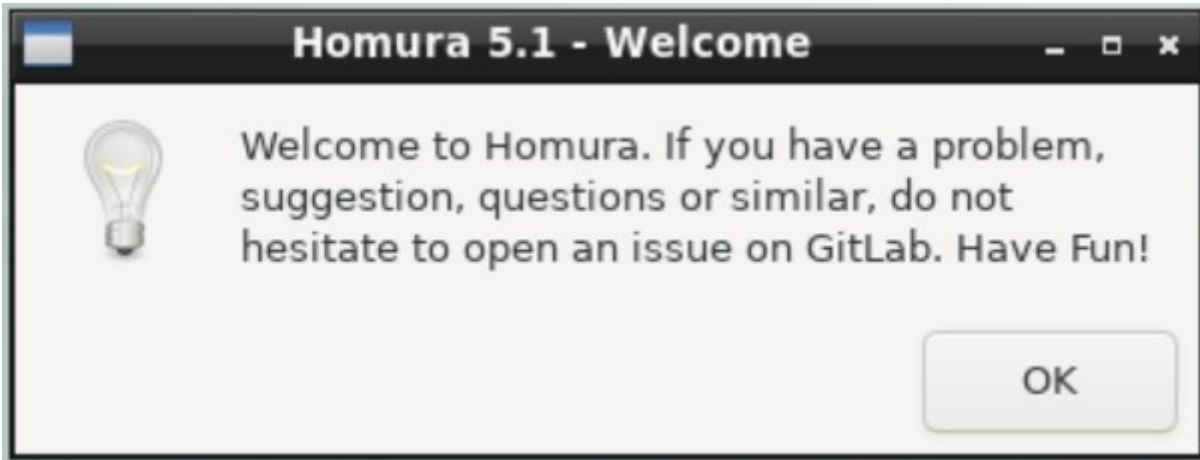 Homura 5.1 - Welcome
Welcome to Homura. If you have a problem,
suggestion, questions or similar, do not
hesitate to open an issue on GitLab. Have Fun!
OK